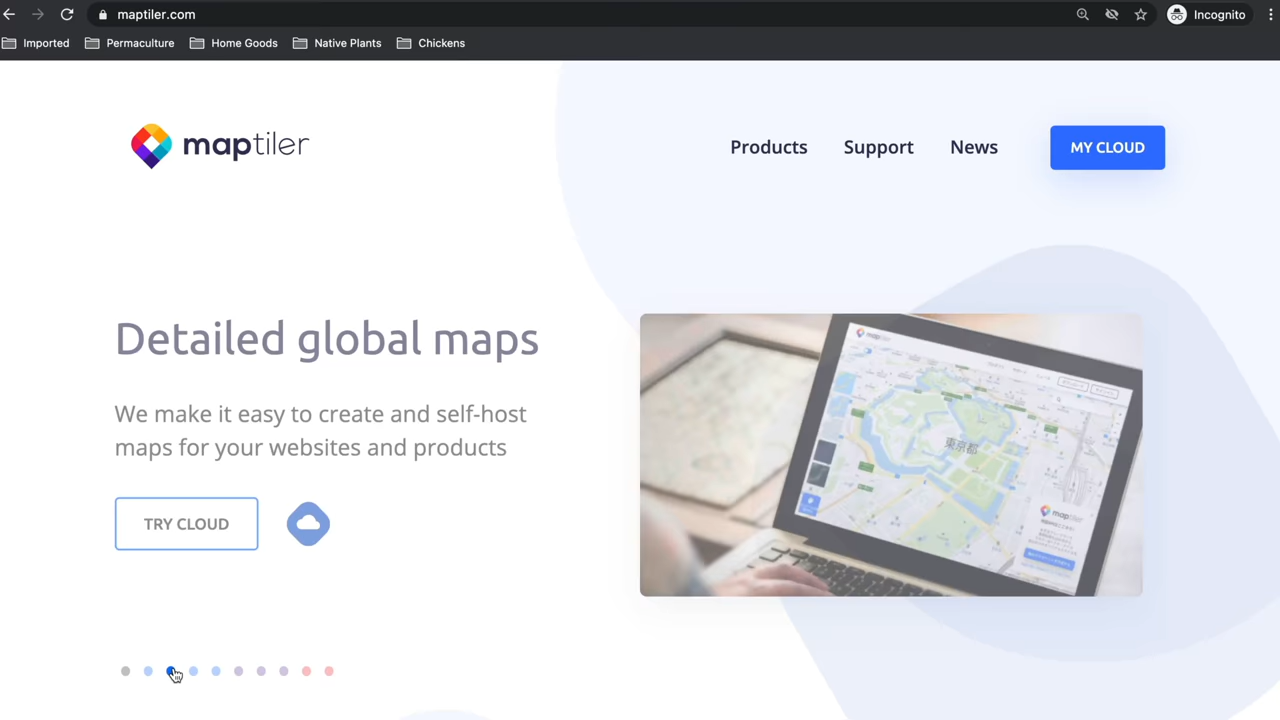 maptiler.com
Incognito
Imported
Permaculture
Home Goods
Native Plants
Chickens
maptiler
Products
Support
News
MY CLOUD
Detailed global maps
We make it easy to create and self-host
maps for your websites and products
TRY CLOUD
maptiler
東京都
maptiler